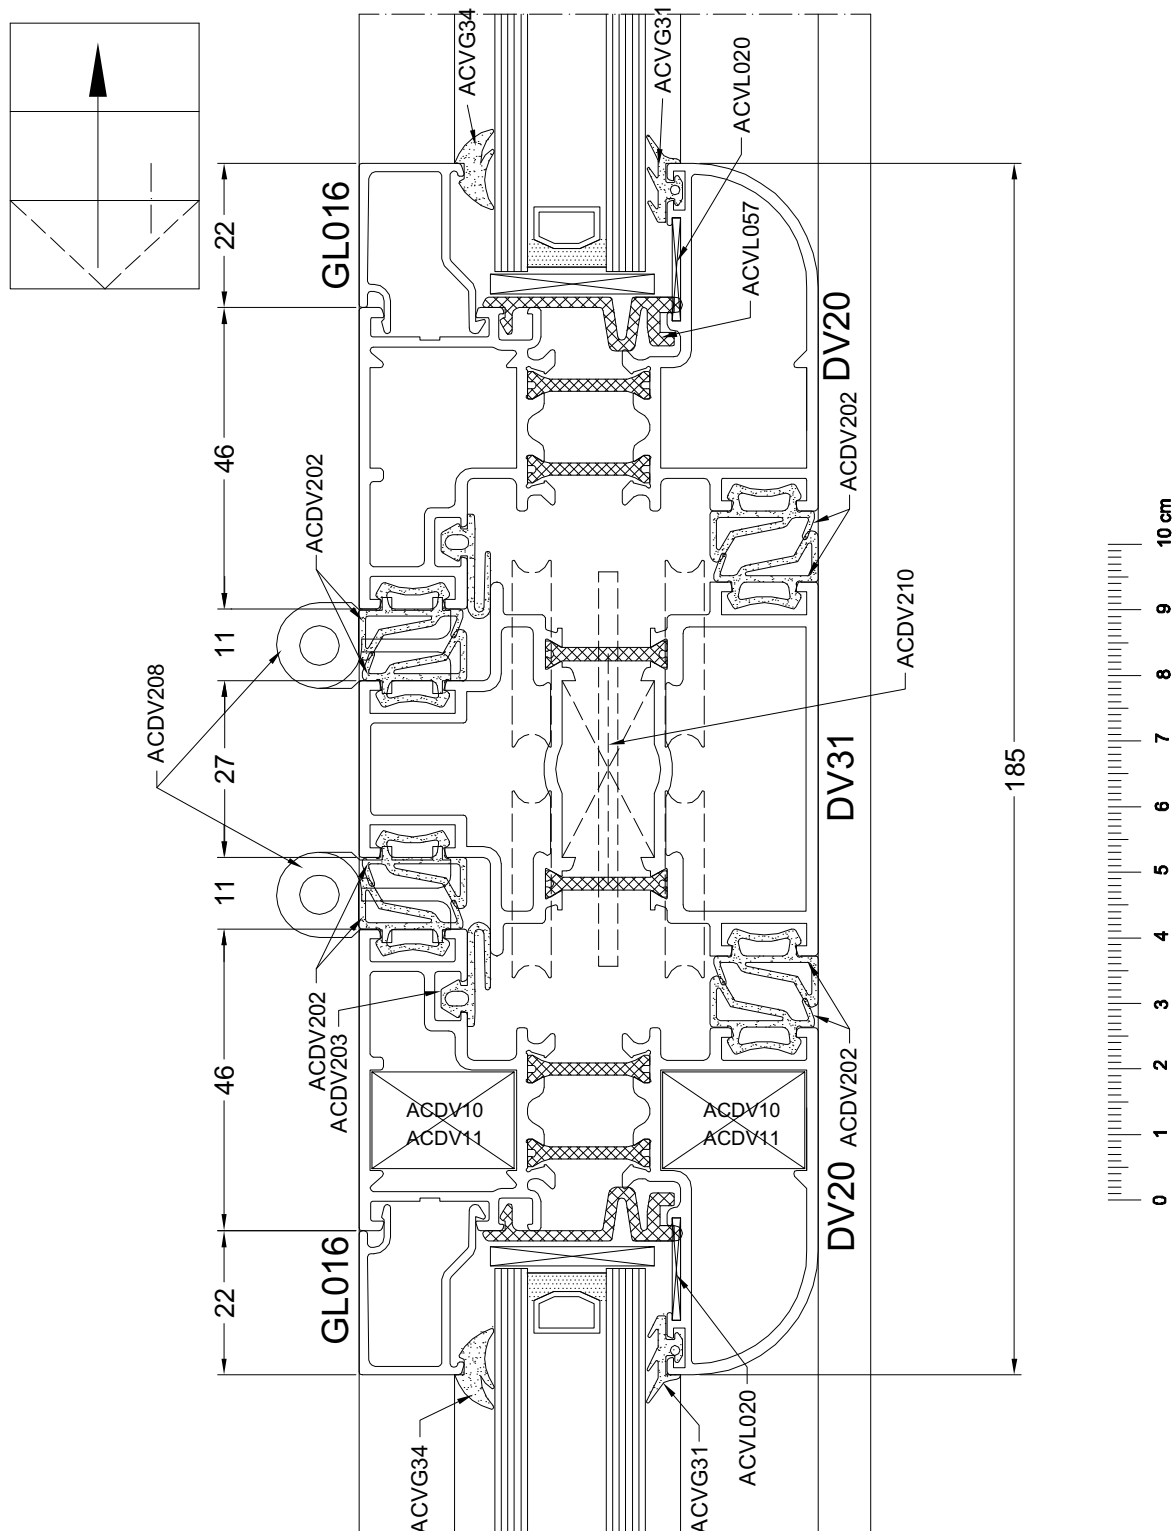 ACVG34
ACVG31
ACVL020
ACVL057
GL016
22
DV20
46
ACDV202
ACDV202
11
ACDV208
27
ACDV210
DV31
185
11
46
ACDV202
ACDV203
ACDV202
ACDV10
ACDV11
ACDV10
ACDV11
DV20
GL016
22
ACVG34
ACVG31
ACVL020
10 cm
9
8
7
6
5
4
3
2
1
0